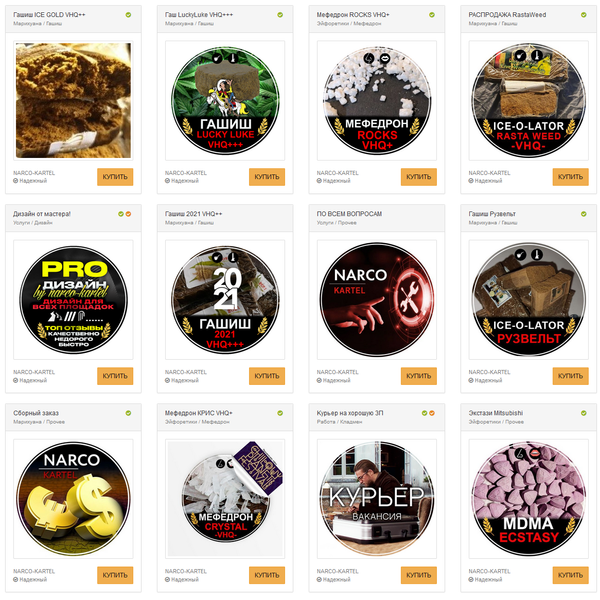 Гашиш ICE GOLD VHQ++
Марихуана / Гашиш
NARCO-KARTEL
Надежный
КУПИТЬ
Гаш LuckyLuke VHQ+++
Марихуана / Гашиш
ГАШИШ
LUCKY LUKE
VHQ+++
NARCO-KARTEL
Надежный
КУПИТЬ
Мефедрон ROCKS VHQ+
Эйфоретики / Мефедрон
МЕФЕДРОН
ROCKS
VHQ+
NARCO-KARTEL
Надежный
КУПИТЬ
РАСПРОДАЖА RastaWeed
Марихуана / Гашиш
ICE-O-LATOR
RASTA WEED
-VHQ-
NARCO-KARTEL
Надежный
КУПИТЬ
Дизайн от мастера!
Услуги / Дизайн
PRO
ДИЗАЙН
by narco-kartel
ДИЗАЙН ДЛЯ
ВСЕХ ПЛОЩАДОК
ТОП ОТЗЫВЫ
КАЧЕСТВЕННО
НЕДОРОГО
БЫСТРО
NARCO-KARTEL
Надежный
КУПИТЬ
Гашиш 2021 VHQ++
Марихуана / Гашиш
20
21
ГАШИШ
2021
VHQ+++
NARCO-KARTEL
Надежный
КУПИТЬ
ПО ВСЕМ ВОПРОСАМ
Услуги / Прочее
NARCO
KARTEL
NARCO-KARTEL
Надежный
КУПИТЬ
Гашиш Рузвельт
Марихуана / Гашиш
ICE-O-LATOR
РУЗВЕЛЬТ
NARCO-KARTEL
Надежный
КУПИТЬ
Сборный заказ
Марихуана / Прочее
NARCO
KARTEL
NARCO-KARTEL
Надежный
КУПИТЬ
Мефедрон КРИС VHQ+
Эйфоретики / Мефедрон
МЕФЕДРОН
CRYSTAL
-VHQ-
NARCO-KARTEL
Надежный
КУПИТЬ
Курьер на хорошую ЗП
Работа / Кладмен
КУРЬЕР
ВАКАНСИЯ
NARCO-KARTEL
Надежный
КУПИТЬ
Экстази Mitsubishi
Эйфоретики / Прочее
MDMA
ECSTASY
NARCO-KARTEL
Надежный
КУПИТЬ